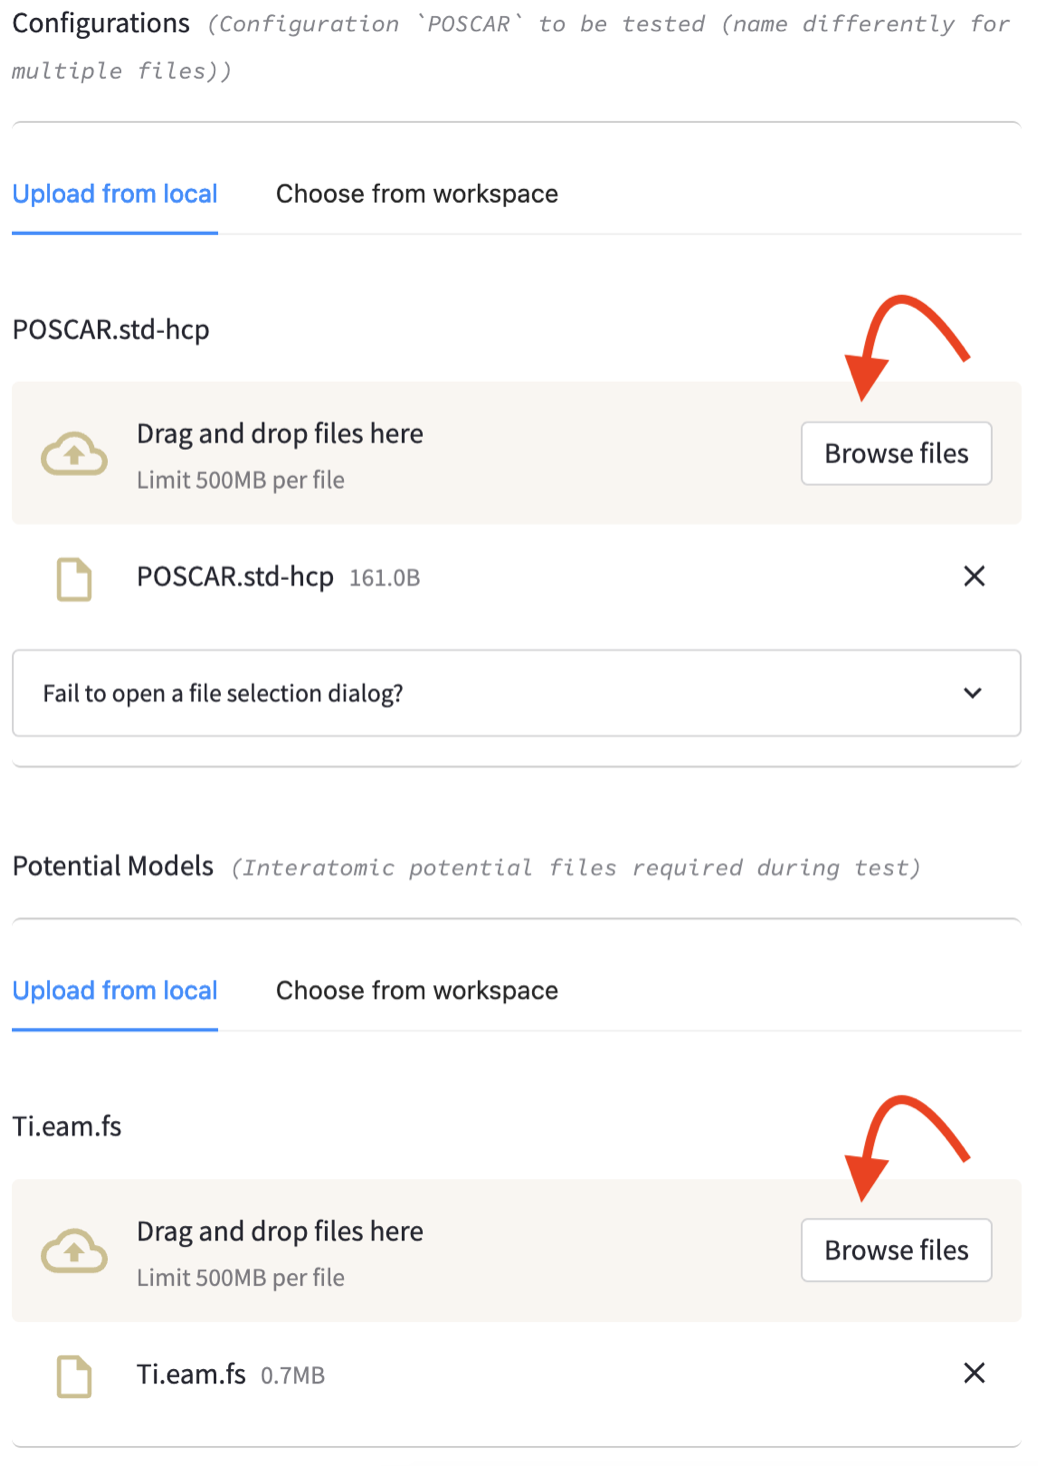 Configurations (Configuration `POSCAR` to be tested (name differently for
multiple files))
Upload from local Choose from workspace
POSCAR.std-hcp
Drag and drop files here
Limit 500MB per file
Browse files
POSCAR.std-hcp 161.0B
Fail to open a file selection dialog?
Potential Models (Interatomic potential files required during test)
Upload from local Choose from workspace
Ti.eam.fs
Drag and drop files here
Limit 500MB per file
Browse files
Ti.eam.fs 0.7MB